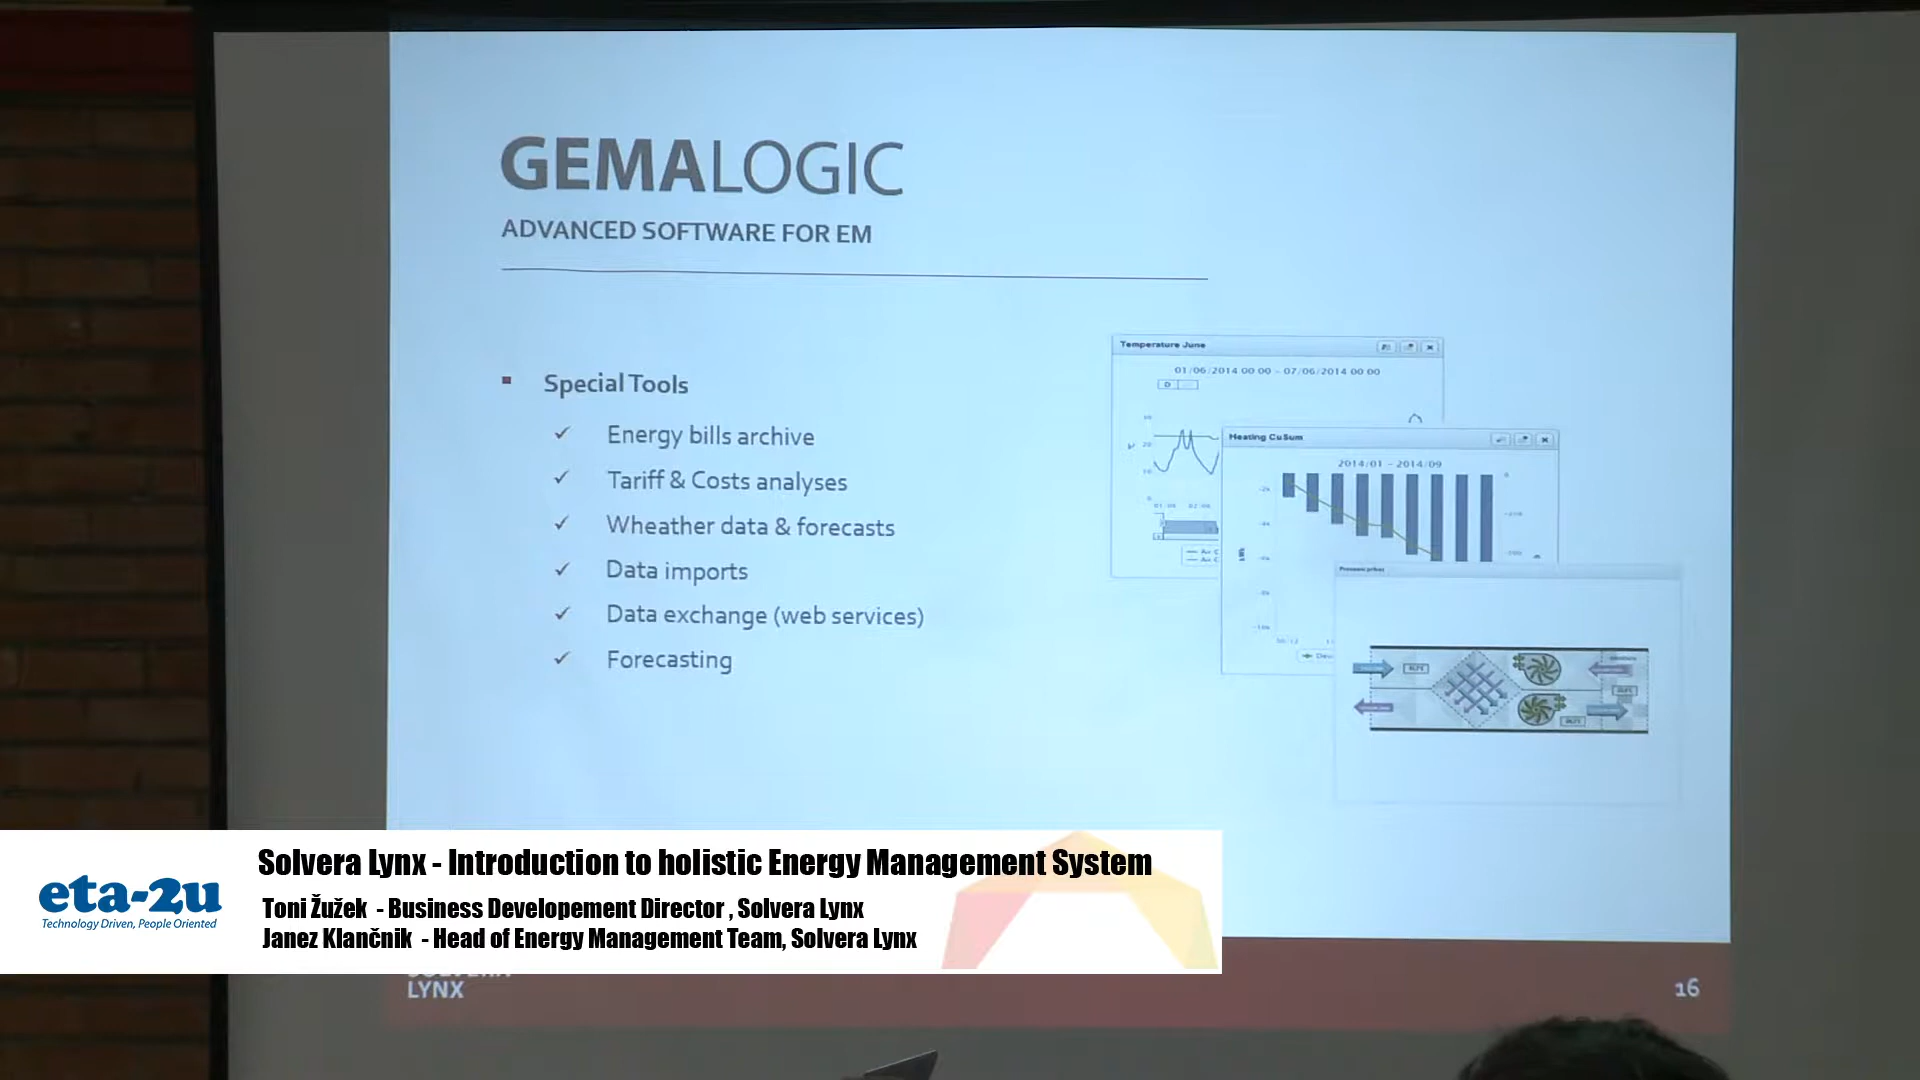 GEMALOGIC
ADVANCED SOFTWARE FOR EM
Special Tools
Energy bills archive
Tariff & Costs analyses
Wheather data & forecasts
Data imports
Data exchange (web services)
Forecasting
Temperature June
01/06/2014 00 00 - 07/06/2014 00 00
D
Heating CuSum
2014/01 - 2014/09
eta-2u
Technology Driven, People Oriented
Solvera Lynx - Introduction to holistic Energy Management System
Toni Žužek - Business Developement Director , Solvera Lynx
Janez Klančnik - Head of Energy Management Team, Solvera Lynx
LYNX
16